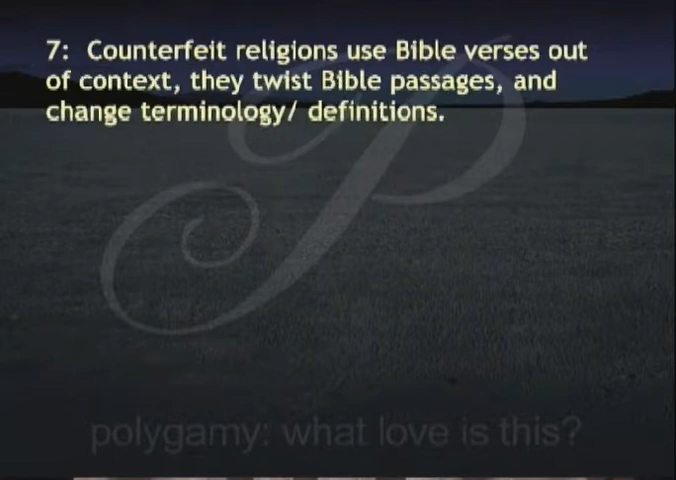 7: Counterfeit religions use Bible verses out
of context, they twist Bible passages, and
change terminology/ definitions.
P
polygamy: what love is this?